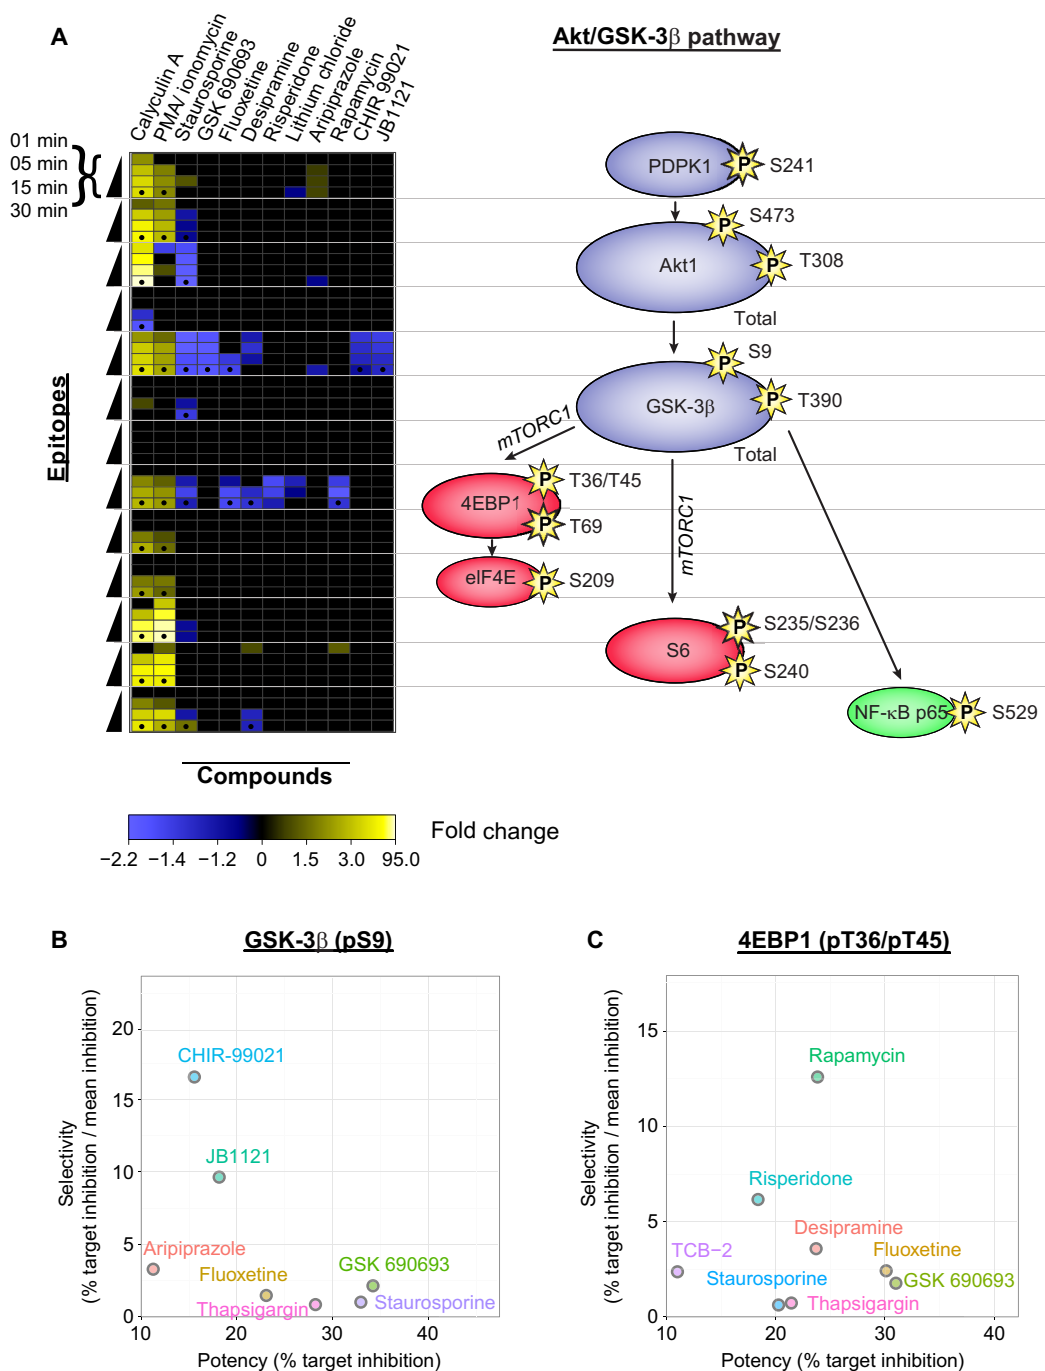 A
Akt/GSK-3β pathway
Calyculin A
PMA/ ionomycin
Staurosporine
GSK 690693
Fluoxetine
Desipramine
Risperidone
Lithium chloride
Aripiprazole
Rapamycin
CHIR 99021
JB1121
01 min
05 min
15 min
30 min
Epitopes
Compounds
PDPK1
P
S241
S473
P
Akt1
P
T308
Total
S9
P
GSK-3β
P
T390
Total
mTORC1
mTORC1
P
T36/T45
4EBP1
P
T69
eIF4E
P
S209
P
S235/S236
S6
P
S240
NF-κB p65
P
S529
−2.2 −1.4 −1.2 0 1.5 3.0 95.0
Fold change
B
GSK-3β (pS9)
Selectivity
(% target inhibition / mean inhibition)
20
15
10
5
0
CHIR-99021
JB1121
Aripiprazole
Fluoxetine
GSK 690693
Thapsigargin
Staurosporine
10 20 30 40
Potency (% target inhibition)
C
4EBP1 (pT36/pT45)
Selectivity
(% target inhibition / mean inhibition)
15
10
5
0
Rapamycin
Risperidone
Desipramine
TCB−2
Fluoxetine
Staurosporine
GSK 690693
Thapsigargin
10 20 30 40
Potency (% target inhibition)